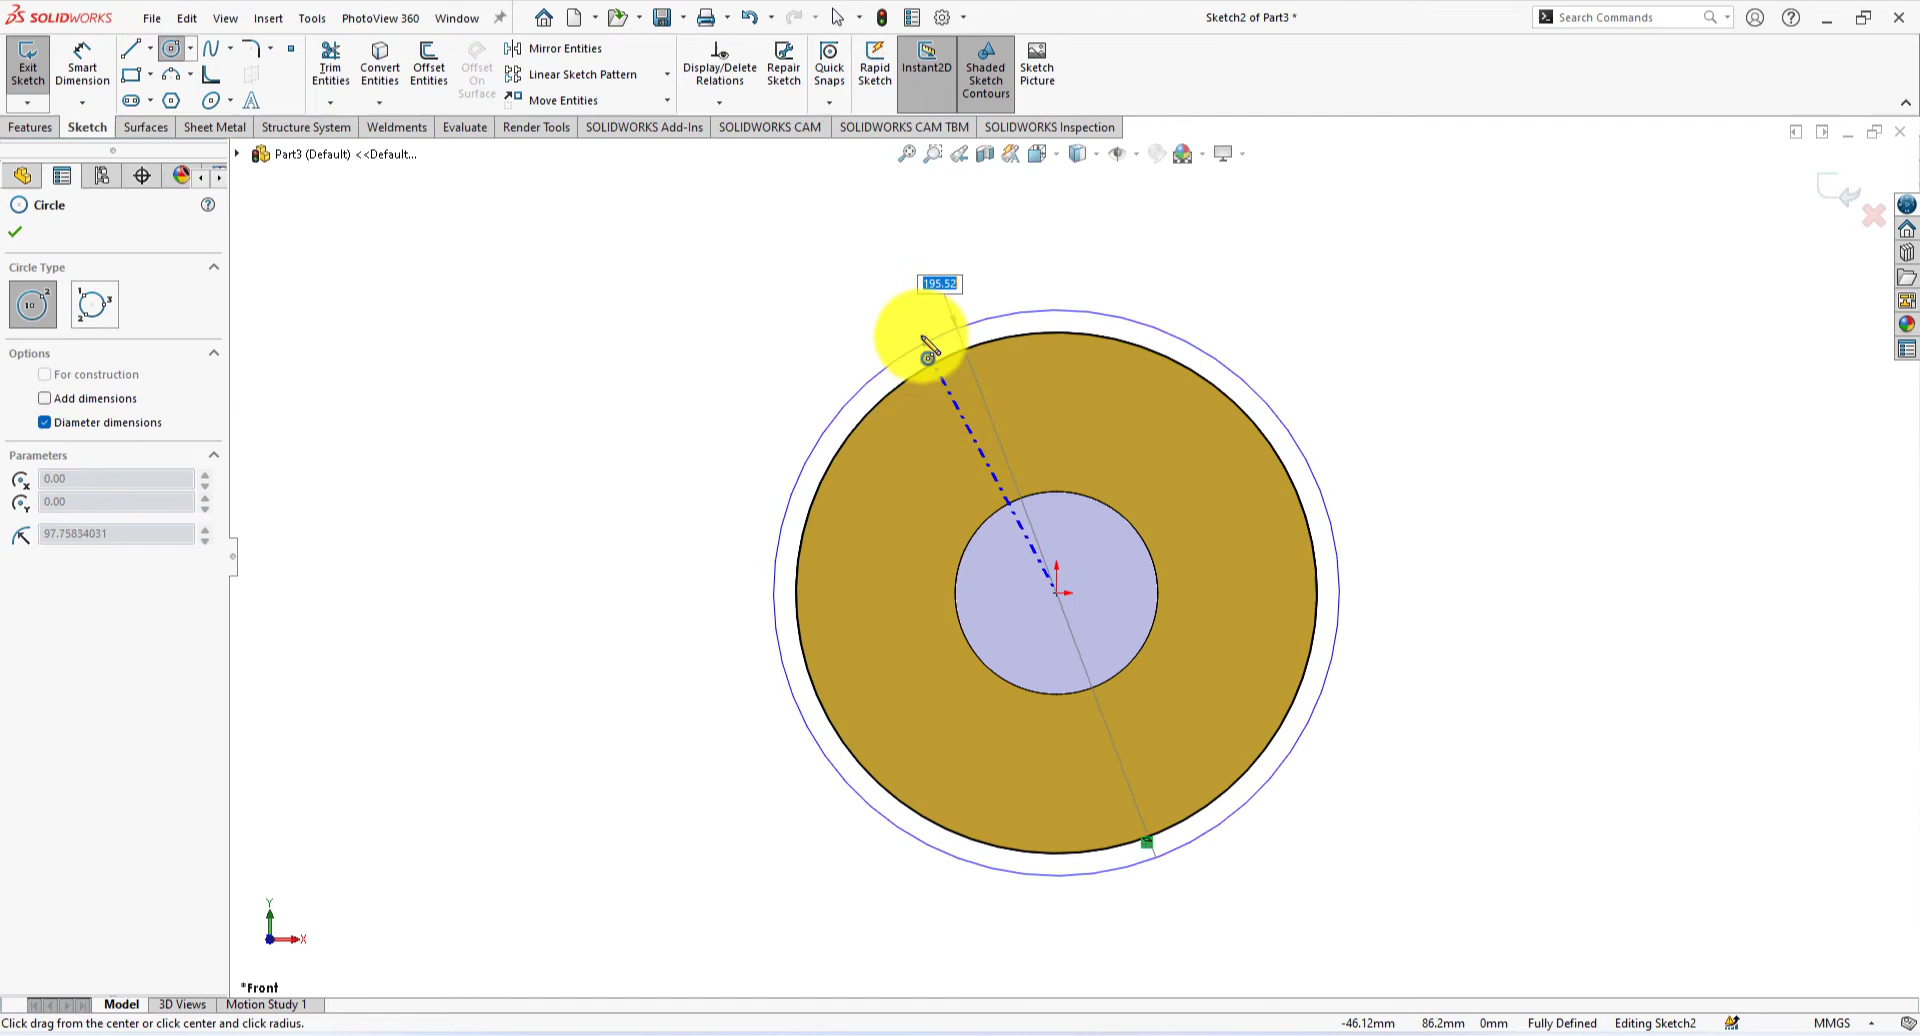 SOLIDWORKS File Edit View Insert Tools PhotoView 360 Window Sketch2 of Part3 * Search Commands
Exit Sketch
Smart Dimension
Trim Entities
Convert Entities
Offset Entities
Offset On Surface
Mirror Entities
Linear Sketch Pattern
Move Entities
Display/Delete Relations
Repair Sketch
Quick Snaps
Rapid Sketch
Instant2D
Shaded Sketch Contours
Sketch Picture
Features Sketch Surfaces Sheet Metal Structure System Weldments Evaluate Render Tools SOLIDWORKS Add-Ins SOLIDWORKS CAM SOLIDWORKS CAM TBM SOLIDWORKS Inspection
Part3 (Default) <<Default...
Circle
Circle Type
Options
For construction
Add dimensions
Diameter dimensions
Parameters
0.00
0.00
97.75834031
195.52
Y
X
*Front
Model 3D Views Motion Study 1
Click drag from the center or click center and click radius. -46.12mm 86.2mm 0mm Fully Defined Editing Sketch2 MMGS